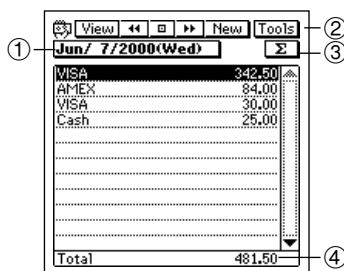 View New Tools ②
① Jun/ 7/2000(Wed) Σ ③
VISA 342.50
AMEX 84.00
VISA 30.00
Cash 25.00
Total 481.50 ④